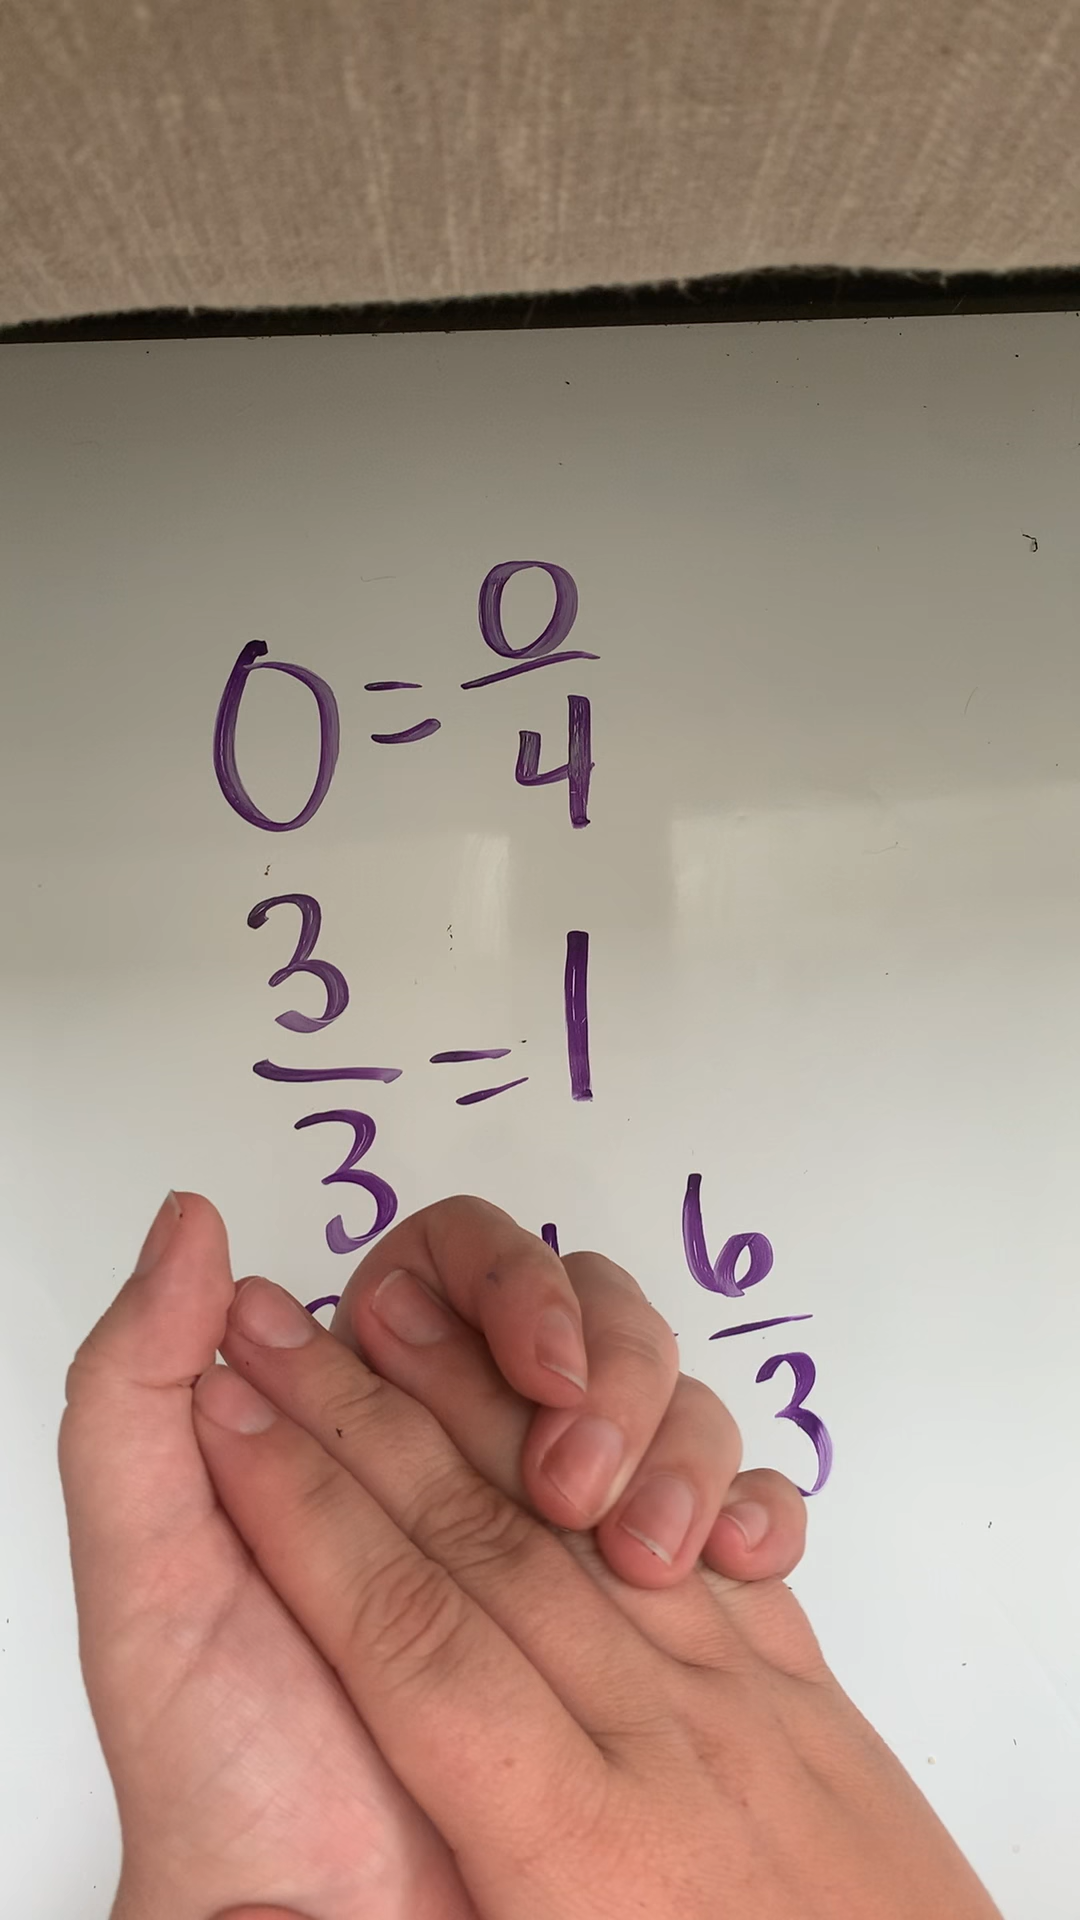 0 = 0/4
3/3 = 1
6/3